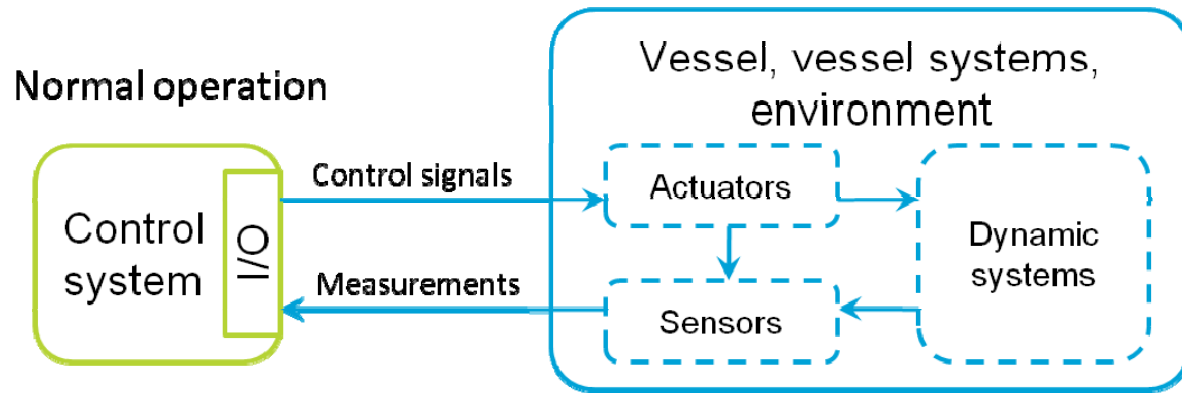 Normal operation
Control
system
I/O
Control signals
Measurements
Vessel, vessel systems,
environment
Actuators
Sensors
Dynamic
systems